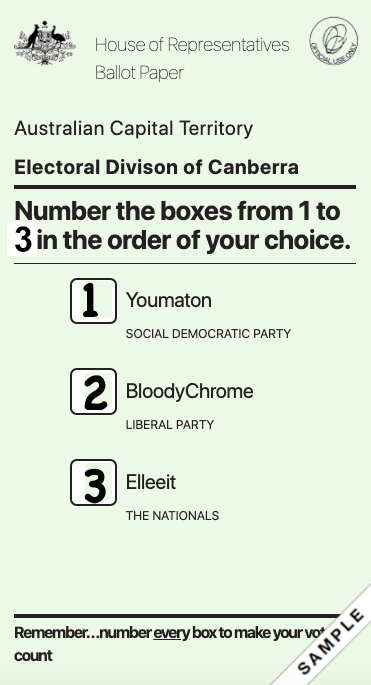 House of Representatives
Ballot Paper
OFFICIAL USE ONLY
Australian Capital Territory
Electoral Divison of Canberra
Number the boxes from 1 to
3 in the order of your choice.
1 Youmaton
SOCIAL DEMOCRATIC PARTY
2 BloodyChrome
LIBERAL PARTY
3 Elleeit
THE NATIONALS
Remember...number every box to make your vot
count
SAMPLE